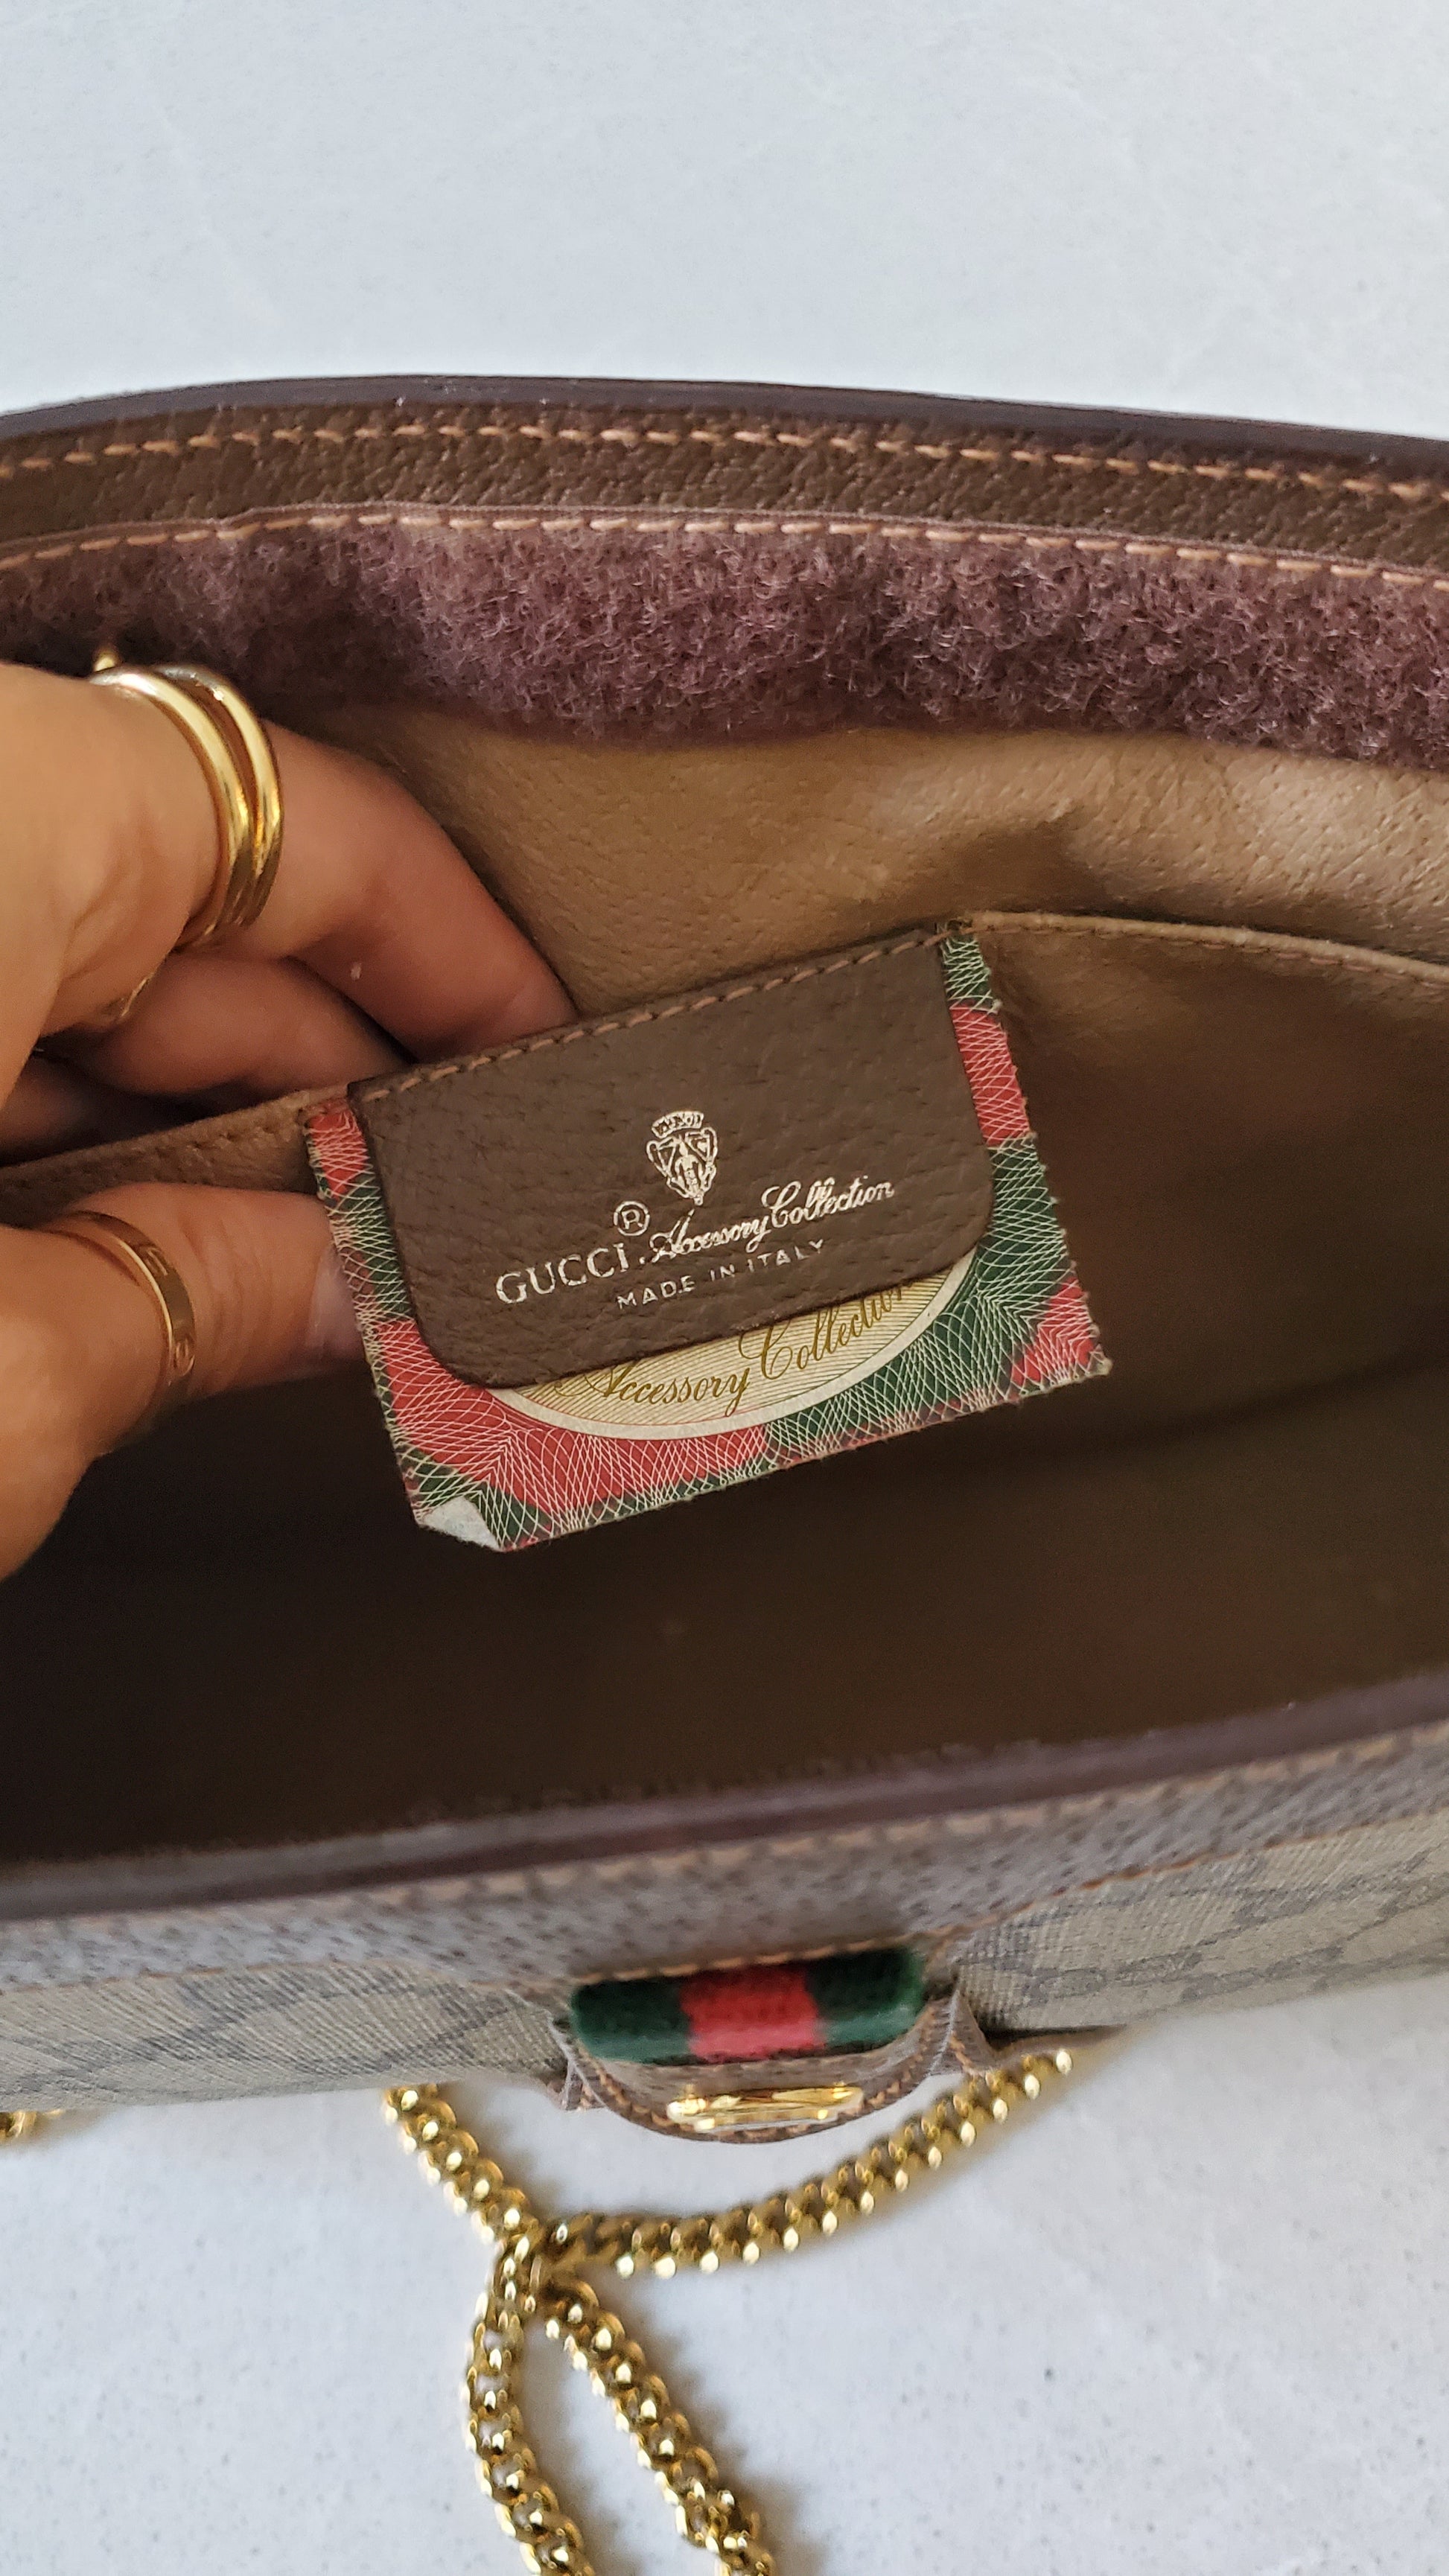 ®
GUCCI. Accessory Collection
MADE IN ITALY
Accessory Collection